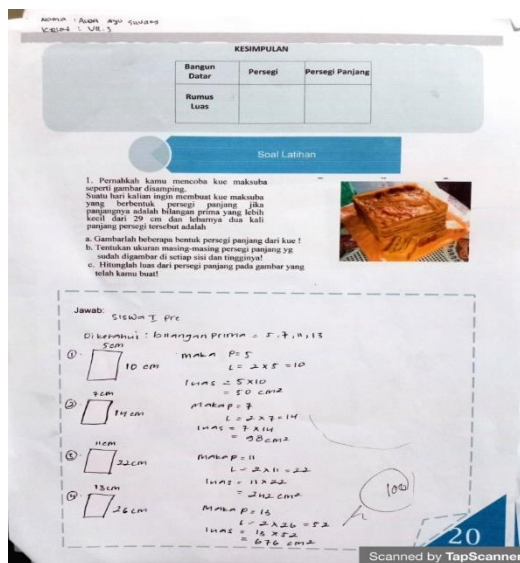 Nama : Alda Ayu
Kelas : VII.3
KESIMPULAN
Bangun Datar Persegi Persegi Panjang
Rumus Luas
Soal Latihan
1. Pernahkah kamu mencoba kue maksuba
seperti gambar disamping.
Suatu hari kalian ingin membuat kue maksuba
yang berbentuk persegi panjang jika
panjangnya adalah bilangan prima yang lebih
kecil dari 29 cm dan lebarnya dua kali
panjang persegi tersebut adalah
a. Gambarlah beberapa bentuk persegi panjang dari kue !
b. Tentukan ukuran masing-masing persegi panjang yg
sudah digambar di setiap sisi dan tingginya!
c. Hitunglah luas dari persegi panjang pada gambar yang
telah kamu buat!
Jawab:
Siswa I Pre
Diketahui : bilangan prima = 5, 7, 11, 13
① 5cm 10 cm maka P= 5
L = 2 x 5 = 10
luas = 5 x 10
= 50 cm2
② 7cm 14 cm maka P = 7
L = 2 x 7 = 14
luas = 7 x 14
= 98 cm2
③ 11cm 22cm maka P = 11
L = 2 x 11 = 22
luas = 11 x 22
= 242 cm2
④ 13cm 26 cm maka P = 13
L = 2 x 26 = 52
luas = 13 x 52
= 676 cm2
100
20
Scanned by TapScanner